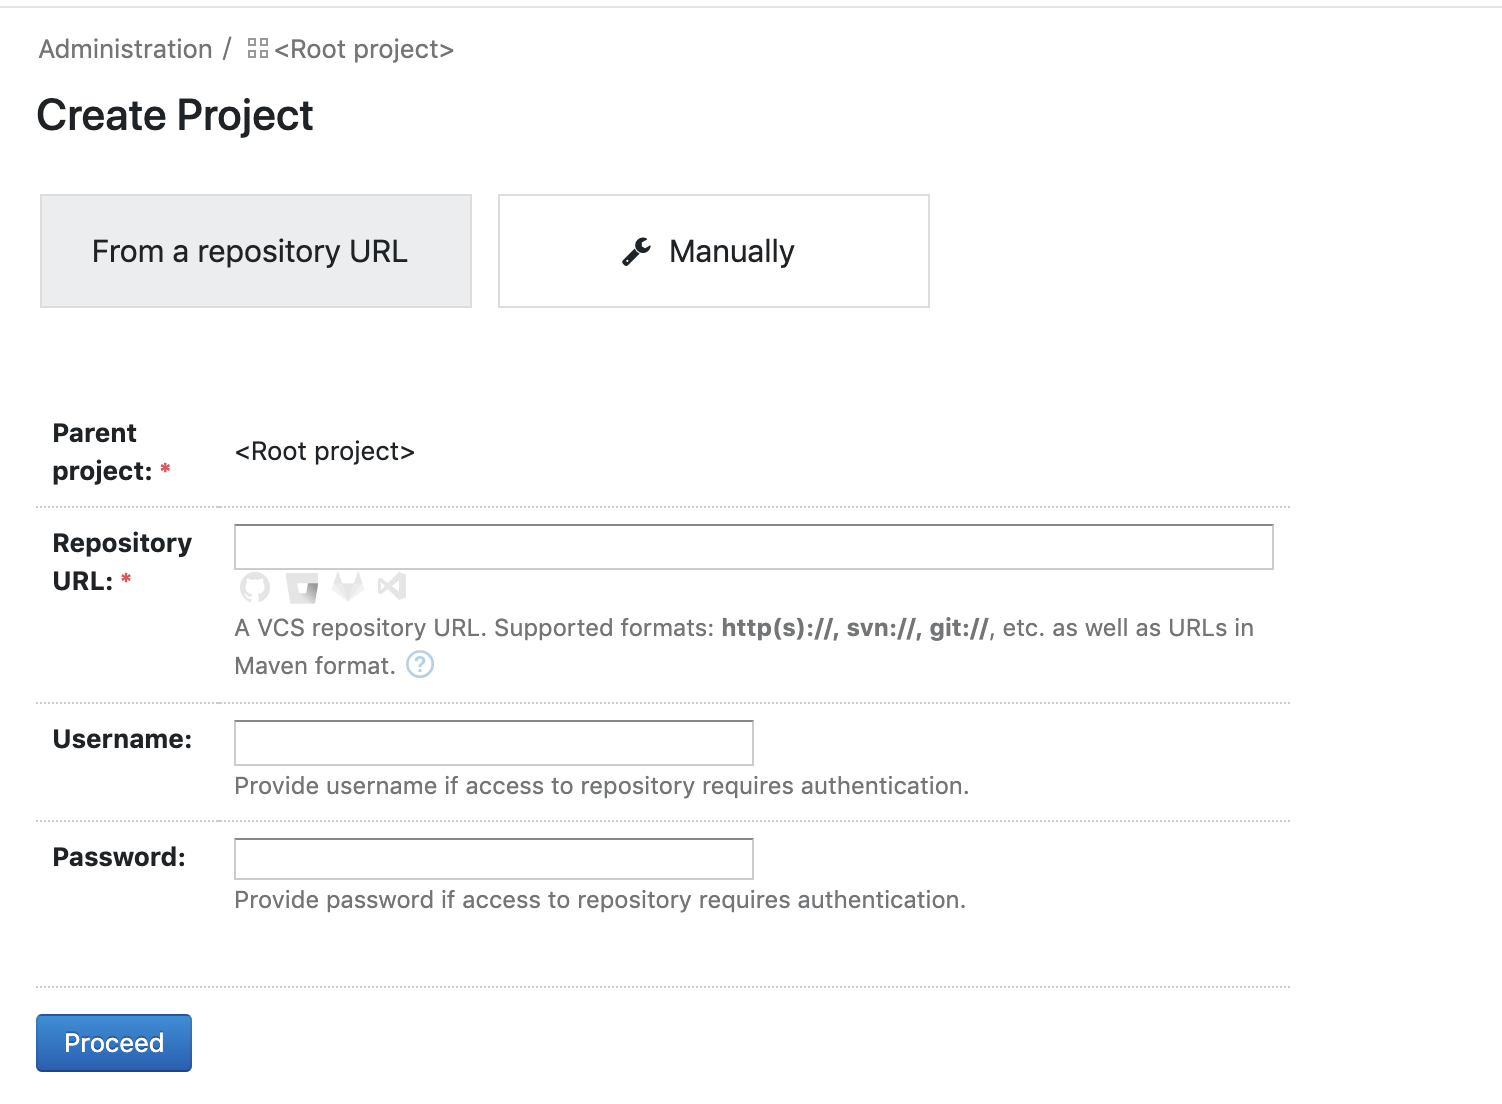 Administration / <Root project>
Create Project
From a repository URL
Manually
Parent
project: *
<Root project>
Repository
URL: *
A VCS repository URL. Supported formats: http(s)://, svn://, git://, etc. as well as URLs in
Maven format. ?
Username:
Provide username if access to repository requires authentication.
Password:
Provide password if access to repository requires authentication.
Proceed